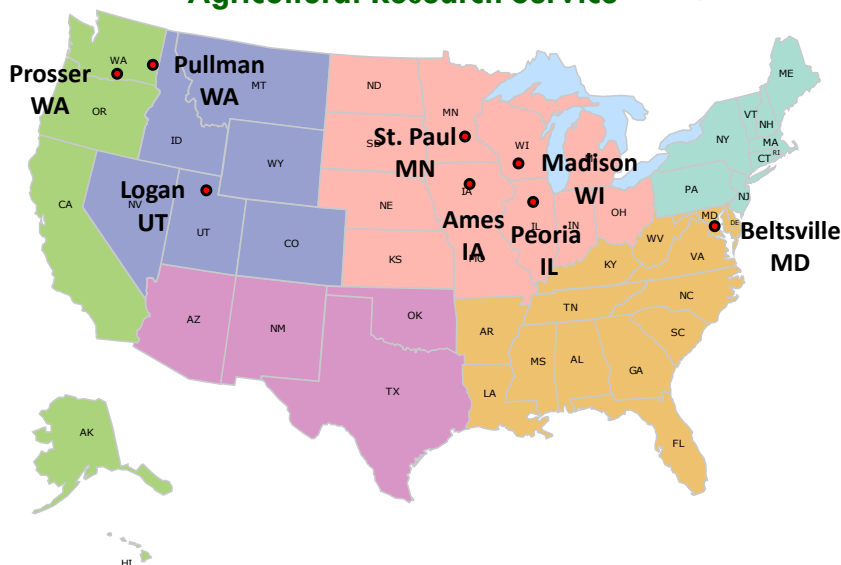 Agricultural Research Service
WA
Prosser
WA
Pullman
WA
MT
ND
MN
OR
ID
WY
SD
St. Paul
MN
WI
Madison
WI
ME
VT
NH
NY
MA
CT
RI
CA
NV
Logan
UT
UT
CO
NE
IA
Ames
IA
IL
Peoria
IL
IN
OH
PA
NJ
MD
DE
Beltsville
MD
KS
MO
KY
WV
VA
AZ
NM
OK
AR
TN
NC
SC
TX
LA
MS
AL
GA
FL
AK
HI